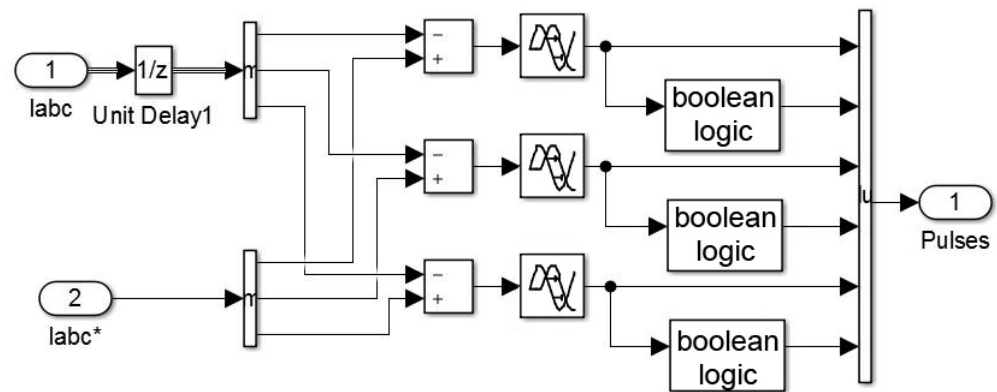 1
Iabc
1/z
Unit Delay1
−
+
boolean
logic
−
+
boolean
logic
1
Pulses
2
Iabc*
−
+
boolean
logic